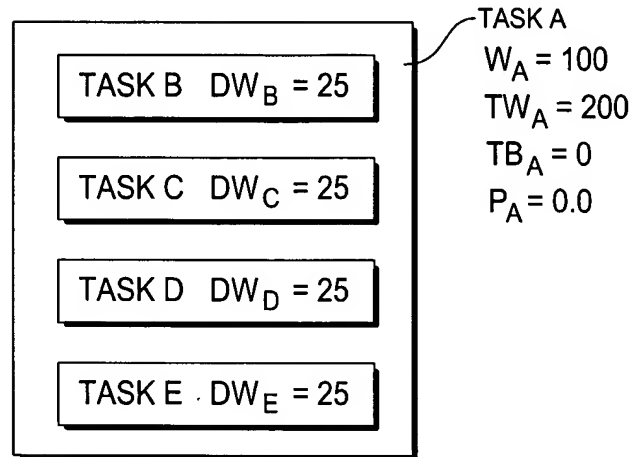 TASK A
W_A = 100
TW_A = 200
TB_A = 0
P_A = 0.0
TASK B DW_B = 25
TASK C DW_C = 25
TASK D DW_D = 25
TASK E DW_E = 25